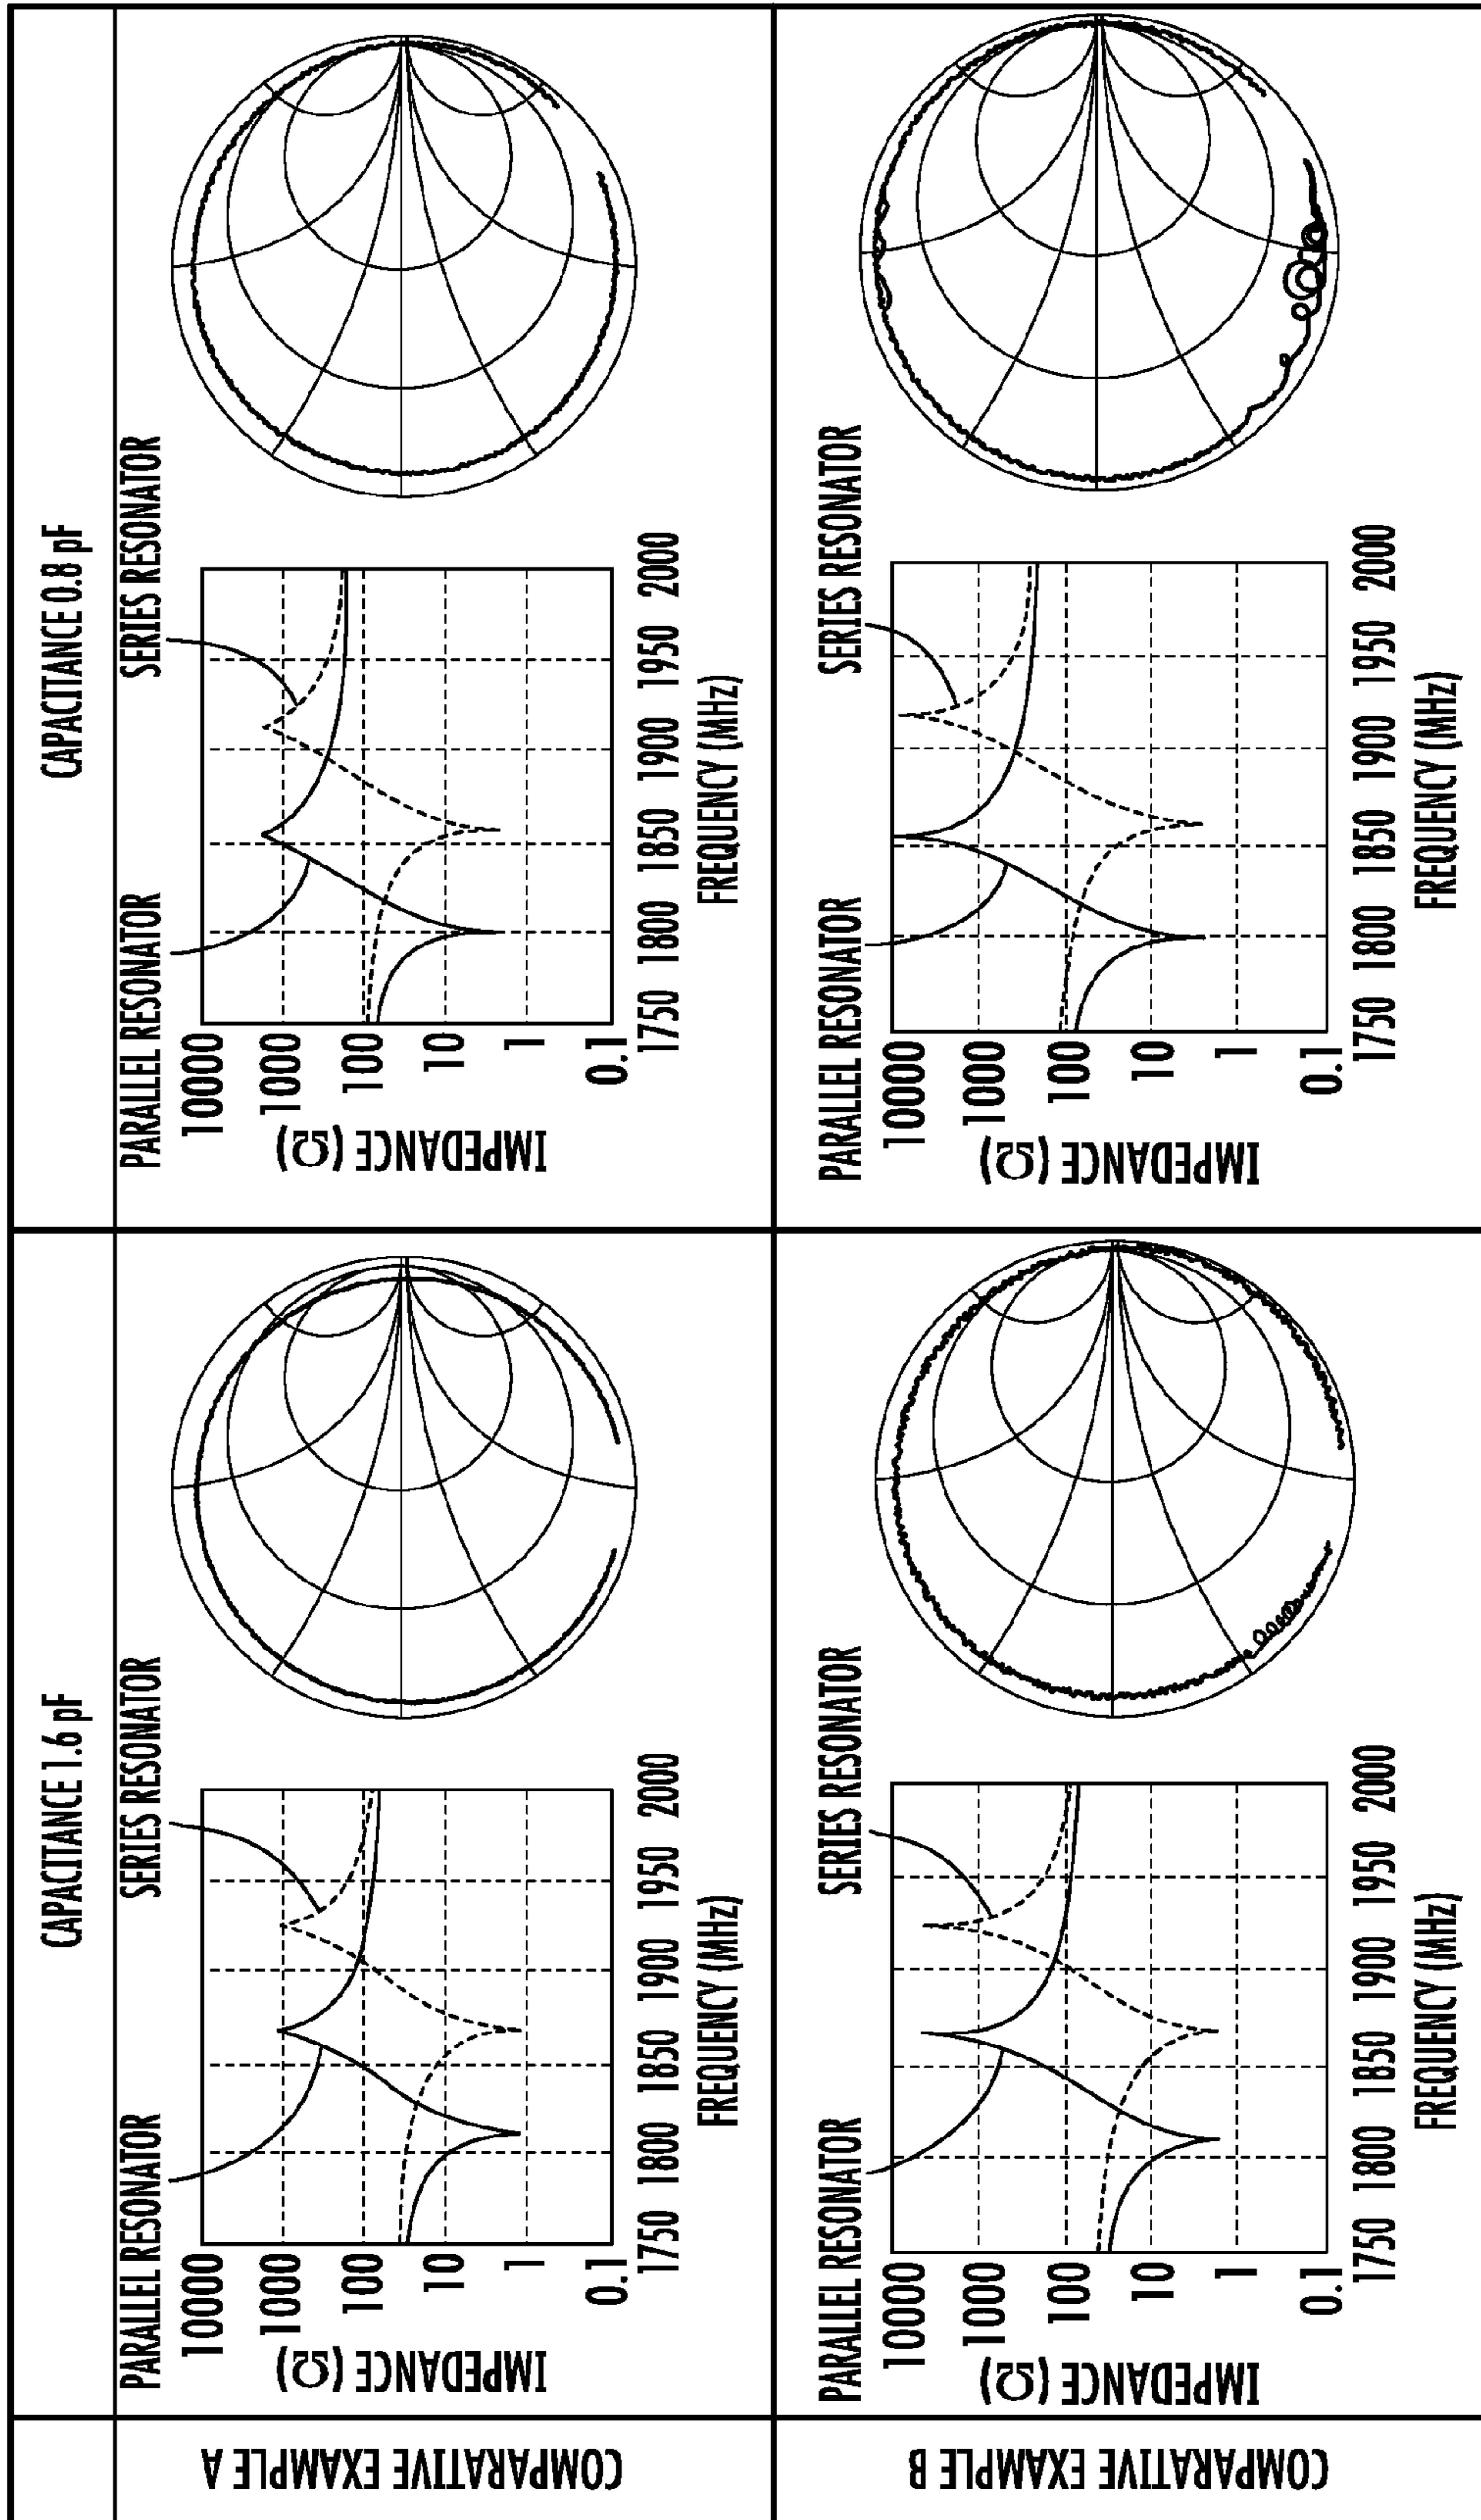 CAPACITANCE 1.6 pF
CAPACITANCE 0.8 pF
COMPARATIVE EXAMPLE A
PARALLEL RESONATOR
SERIES RESONATOR
IMPEDANCE (Ω)
10000
1000
100
10
1
0.1
1750 1800 1850 1900 1950 2000
FREQUENCY (MHz)
PARALLEL RESONATOR
SERIES RESONATOR
IMPEDANCE (Ω)
10000
1000
100
10
1
0.1
1750 1800 1850 1900 1950 2000
FREQUENCY (MHz)
COMPARATIVE EXAMPLE B
PARALLEL RESONATOR
SERIES RESONATOR
IMPEDANCE (Ω)
10000
1000
100
10
1
0.1
1750 1800 1850 1900 1950 2000
FREQUENCY (MHz)
PARALLEL RESONATOR
SERIES RESONATOR
IMPEDANCE (Ω)
10000
1000
100
10
1
0.1
1750 1800 1850 1900 1950 2000
FREQUENCY (MHz)